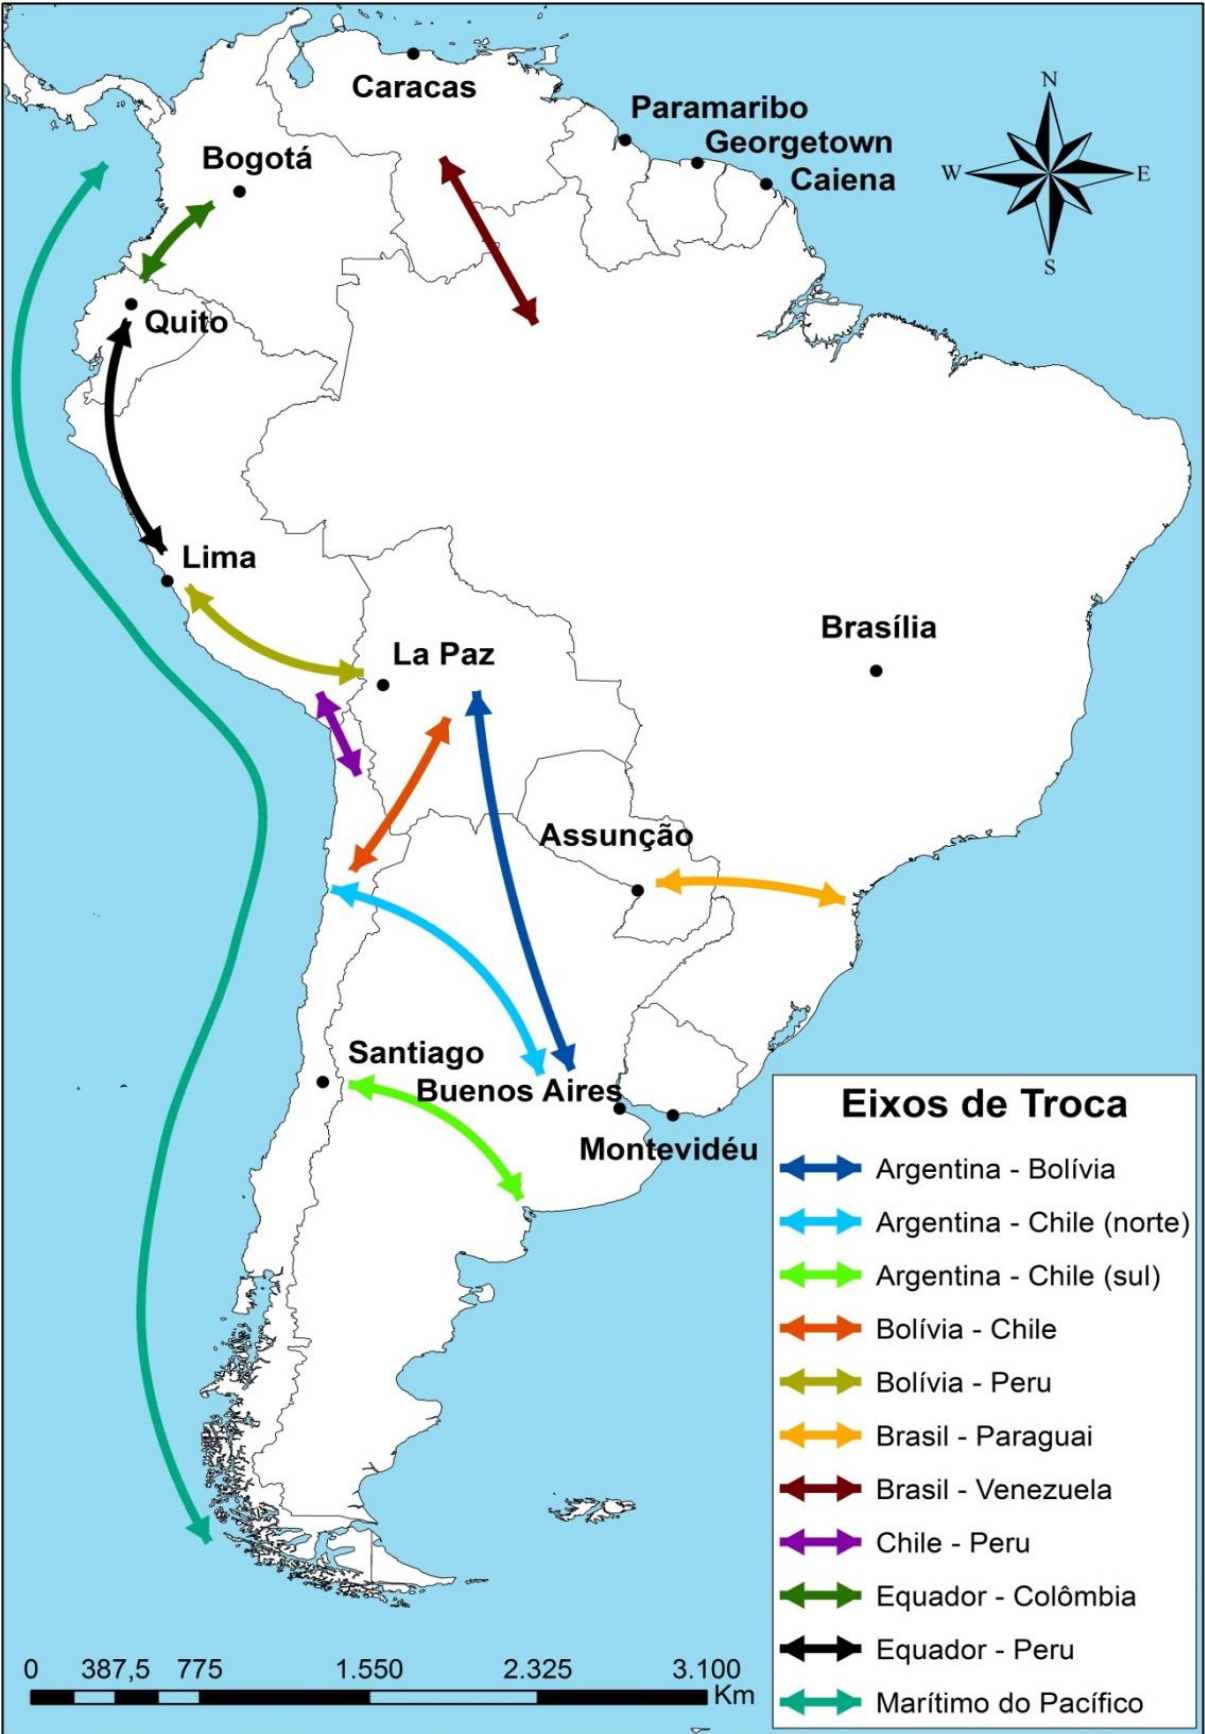 Caracas
Paramaribo
Georgetown
Caiena
Bogotá
Quito
Lima
La Paz
Brasília
Assunção
Santiago
Buenos Aires
Montevidéu
N
W
E
S
Eixos de Troca
Argentina - Bolívia
Argentina - Chile (norte)
Argentina - Chile (sul)
Bolívia - Chile
Bolívia - Peru
Brasil - Paraguai
Brasil - Venezuela
Chile - Peru
Equador - Colômbia
Equador - Peru
Marítimo do Pacífico
0 387,5 775 1.550 2.325 3.100
Km